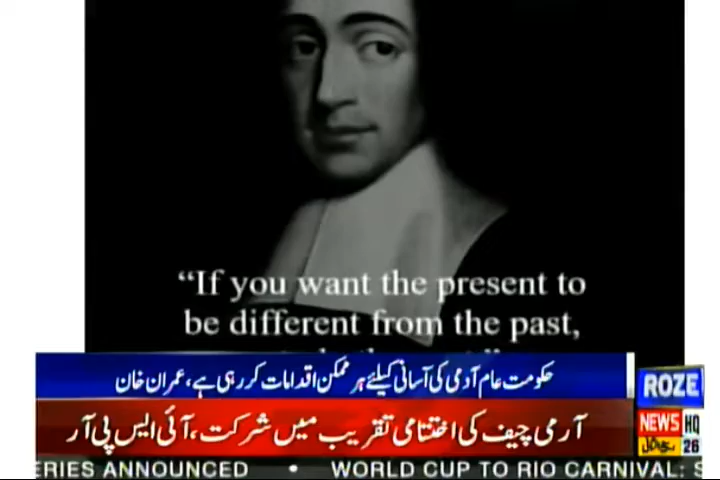 “If you want the present to
be different from the past,
حکومت عام آدمی کی آسانی کیلئے ہر ممکن اقدامات کر رہی ہے، عمران خان
آرمی چیف کی اختتامی تقریب میں شرکت، آئی ایس پی آر
ROZE
NEWS HQ
26
ERIES ANNOUNCED • WORLD CUP TO RIO CARNIVAL: S